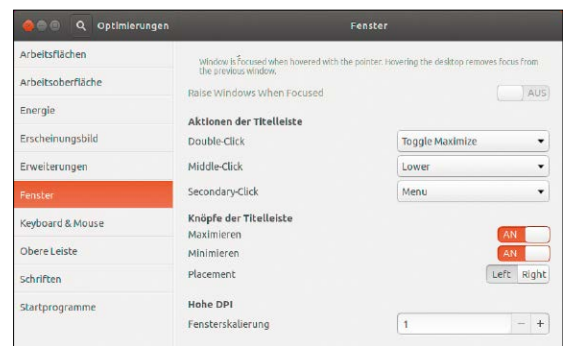 Optimierungen
Fenster
Arbeitsflächen
Arbeitsoberfläche
Energie
Erscheinungsbild
Erweiterungen
Fenster
Keyboard & Mouse
Obere Leiste
Schriften
Startprogramme
Window is focused when hovered with the pointer. Hovering the desktop removes focus from
the previous window.
Raise Windows When Focused AUS
Aktionen der Titelleiste
Double-Click Toggle Maximize
Middle-Click Lower
Secondary-Click Menu
Knöpfe der Titelleiste
Maximieren AN
Minimieren AN
Placement Left Right
Hohe DPI
Fensterskalierung 1 − +